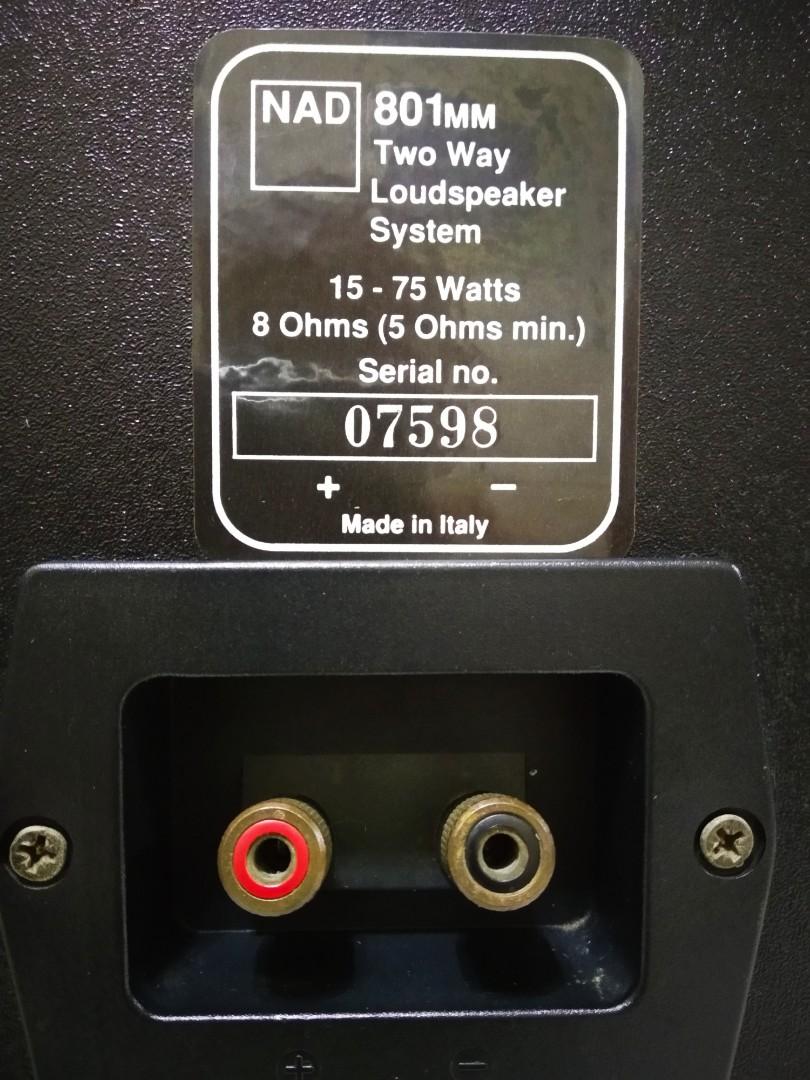 NAD 801MM
Two Way
Loudspeaker
System
15 - 75 Watts
8 Ohms (5 Ohms min.)
Serial no.
07598
+ −
Made in Italy
+ −